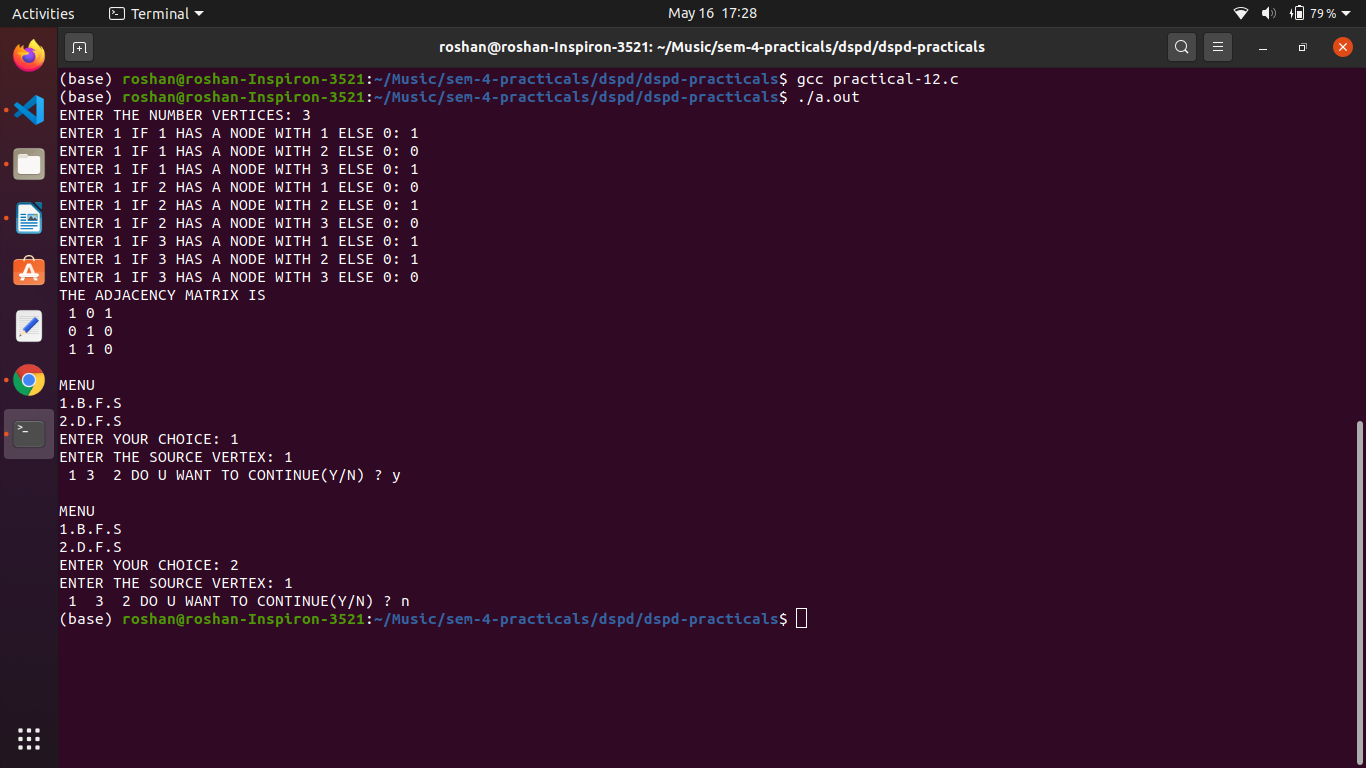 Activities Terminal May 16 17:28 79%
roshan@roshan-Inspiron-3521: ~/Music/sem-4-practicals/dspd/dspd-practicals
(base) roshan@roshan-Inspiron-3521:~/Music/sem-4-practicals/dspd/dspd-practicals$ gcc practical-12.c
(base) roshan@roshan-Inspiron-3521:~/Music/sem-4-practicals/dspd/dspd-practicals$ ./a.out
ENTER THE NUMBER VERTICES: 3
ENTER 1 IF 1 HAS A NODE WITH 1 ELSE 0: 1
ENTER 1 IF 1 HAS A NODE WITH 2 ELSE 0: 0
ENTER 1 IF 1 HAS A NODE WITH 3 ELSE 0: 1
ENTER 1 IF 2 HAS A NODE WITH 1 ELSE 0: 0
ENTER 1 IF 2 HAS A NODE WITH 2 ELSE 0: 1
ENTER 1 IF 2 HAS A NODE WITH 3 ELSE 0: 0
ENTER 1 IF 3 HAS A NODE WITH 1 ELSE 0: 1
ENTER 1 IF 3 HAS A NODE WITH 2 ELSE 0: 1
ENTER 1 IF 3 HAS A NODE WITH 3 ELSE 0: 0
THE ADJACENCY MATRIX IS
 1 0 1
 0 1 0
 1 1 0

MENU
1.B.F.S
2.D.F.S
ENTER YOUR CHOICE: 1
ENTER THE SOURCE VERTEX: 1
 1 3  2 DO U WANT TO CONTINUE(Y/N) ? y

MENU
1.B.F.S
2.D.F.S
ENTER YOUR CHOICE: 2
ENTER THE SOURCE VERTEX: 1
 1  3  2 DO U WANT TO CONTINUE(Y/N) ? n
(base) roshan@roshan-Inspiron-3521:~/Music/sem-4-practicals/dspd/dspd-practicals$